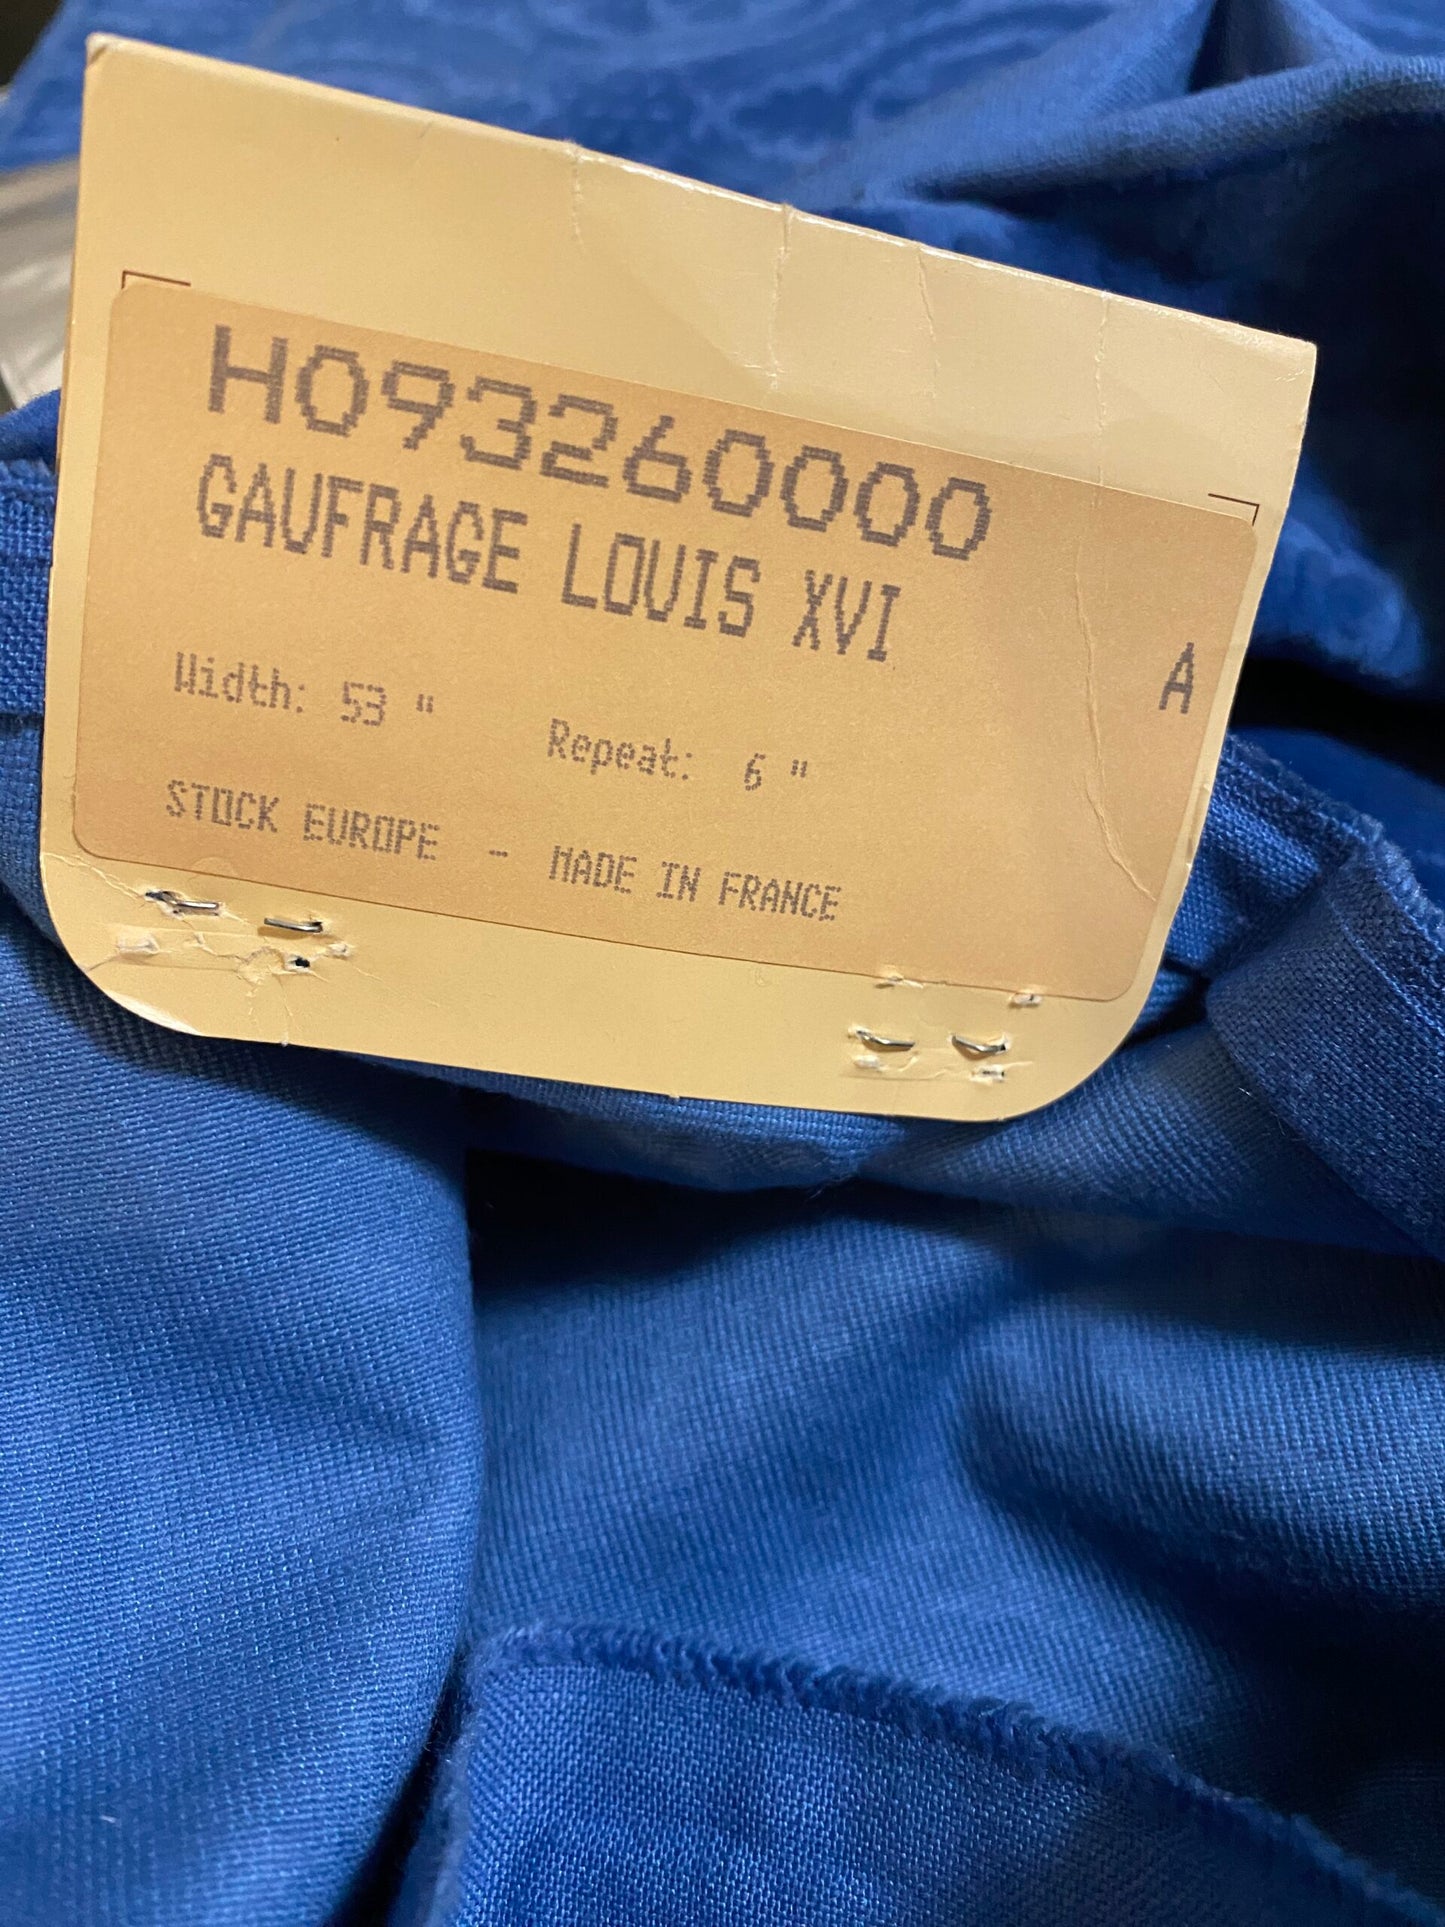 H093260000
GAUFRAGE LOUIS XVI
A
Width: 53 " Repeat: 6 "
STOCK EUROPE - MADE IN FRANCE